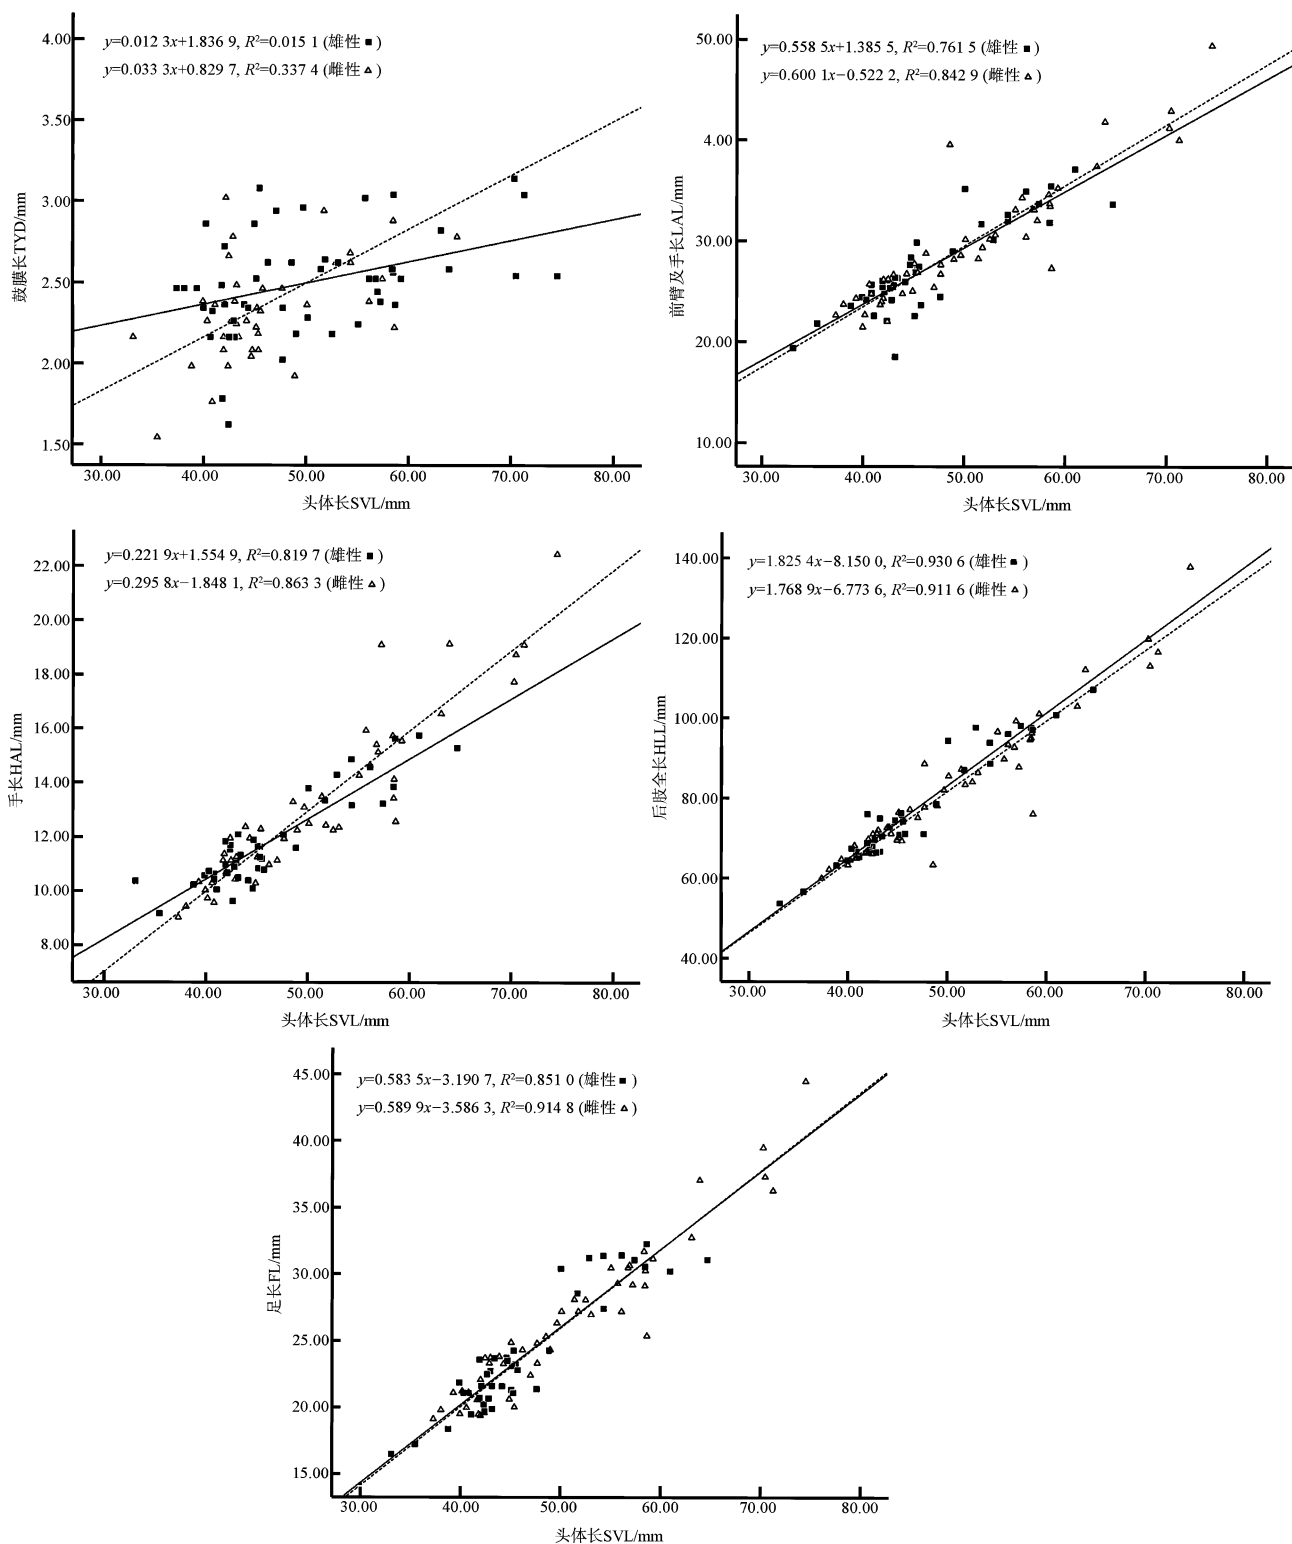 y=0.012 3x+1.836 9, R²=0.015 1 (雄性 ■ )
y=0.033 3x+0.829 7, R²=0.337 4 (雌性 △ )
4.00
3.50
3.00
2.50
2.00
1.50
鼓膜长TYD/mm
30.00 40.00 50.00 60.00 70.00 80.00
头体长SVL/mm
y=0.558 5x+1.385 5, R²=0.761 5 (雄性 ■ )
y=0.600 1x−0.522 2, R²=0.842 9 (雌性 △ )
50.00
4.00
30.00
20.00
10.00
前臂及手长LAL/mm
30.00 40.00 50.00 60.00 70.00 80.00
头体长SVL/mm
y=0.221 9x+1.554 9, R²=0.819 7 (雄性 ■ )
y=0.295 8x−1.848 1, R²=0.863 3 (雌性 △ )
22.00
20.00
18.00
16.00
14.00
12.00
10.00
8.00
手长HAL/mm
30.00 40.00 50.00 60.00 70.00 80.00
头体长SVL/mm
y=1.825 4x−8.150 0, R²=0.930 6 (雄性 ■ )
y=1.768 9x−6.773 6, R²=0.911 6 (雌性 △ )
140.00
120.00
100.00
80.00
60.00
40.00
后肢全长HLL/mm
30.00 40.00 50.00 60.00 70.00 80.00
头体长SVL/mm
y=0.583 5x−3.190 7, R²=0.851 0 (雄性 ■ )
y=0.589 9x−3.586 3, R²=0.914 8 (雌性 △ )
45.00
40.00
35.00
30.00
25.00
20.00
15.00
足长FL/mm
30.00 40.00 50.00 60.00 70.00 80.00
头体长SVL/mm